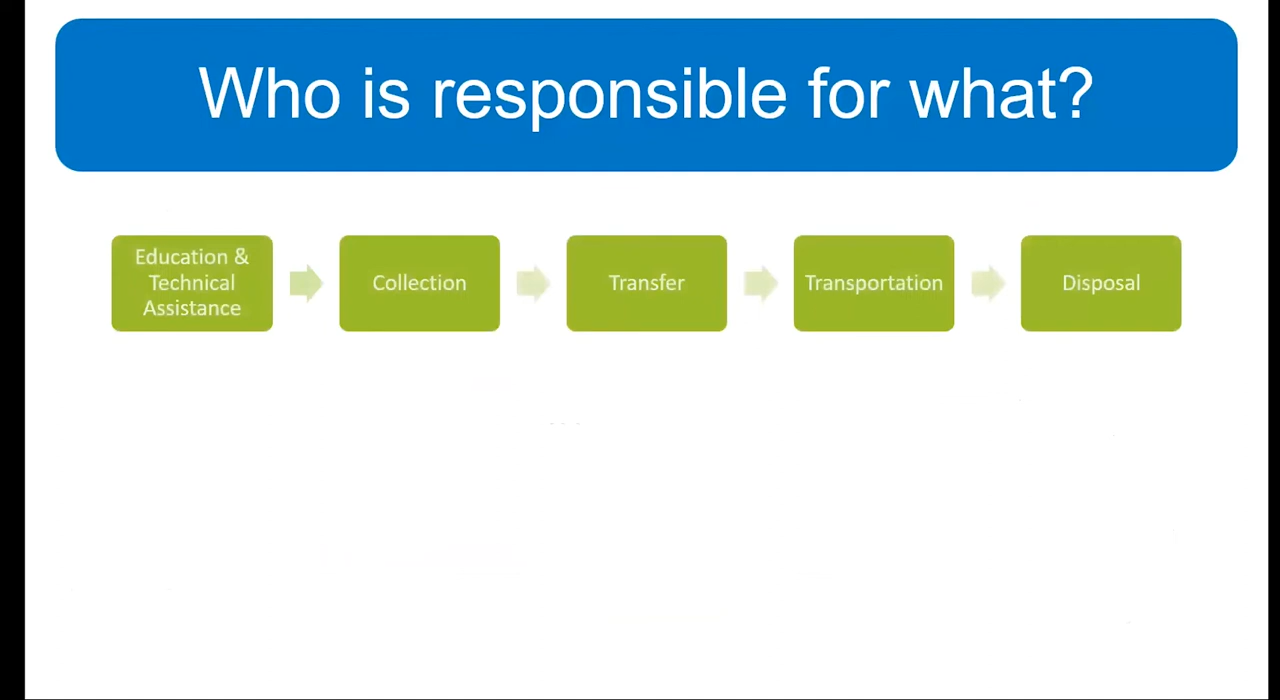 Who is responsible for what?
Education &
Technical
Assistance
Collection
Transfer
Transportation
Disposal